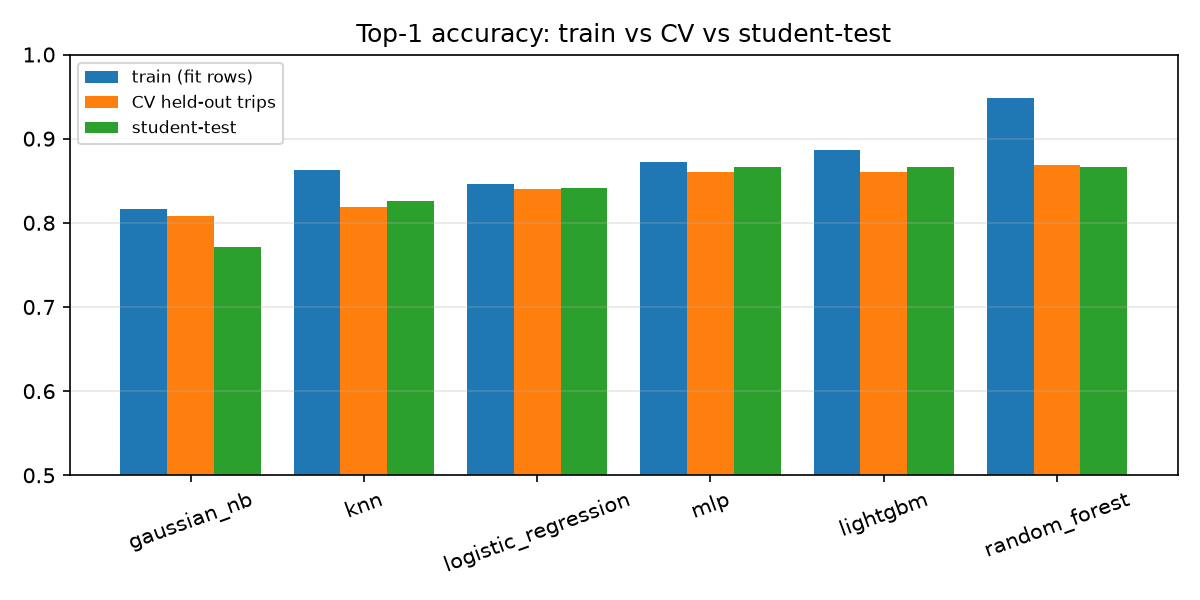 Top-1 accuracy: train vs CV vs student-test
1.0
0.9
0.8
0.7
0.6
0.5
train (fit rows)
CV held-out trips
student-test
gaussian_nb
knn
logistic_regression
mlp
lightgbm
random_forest